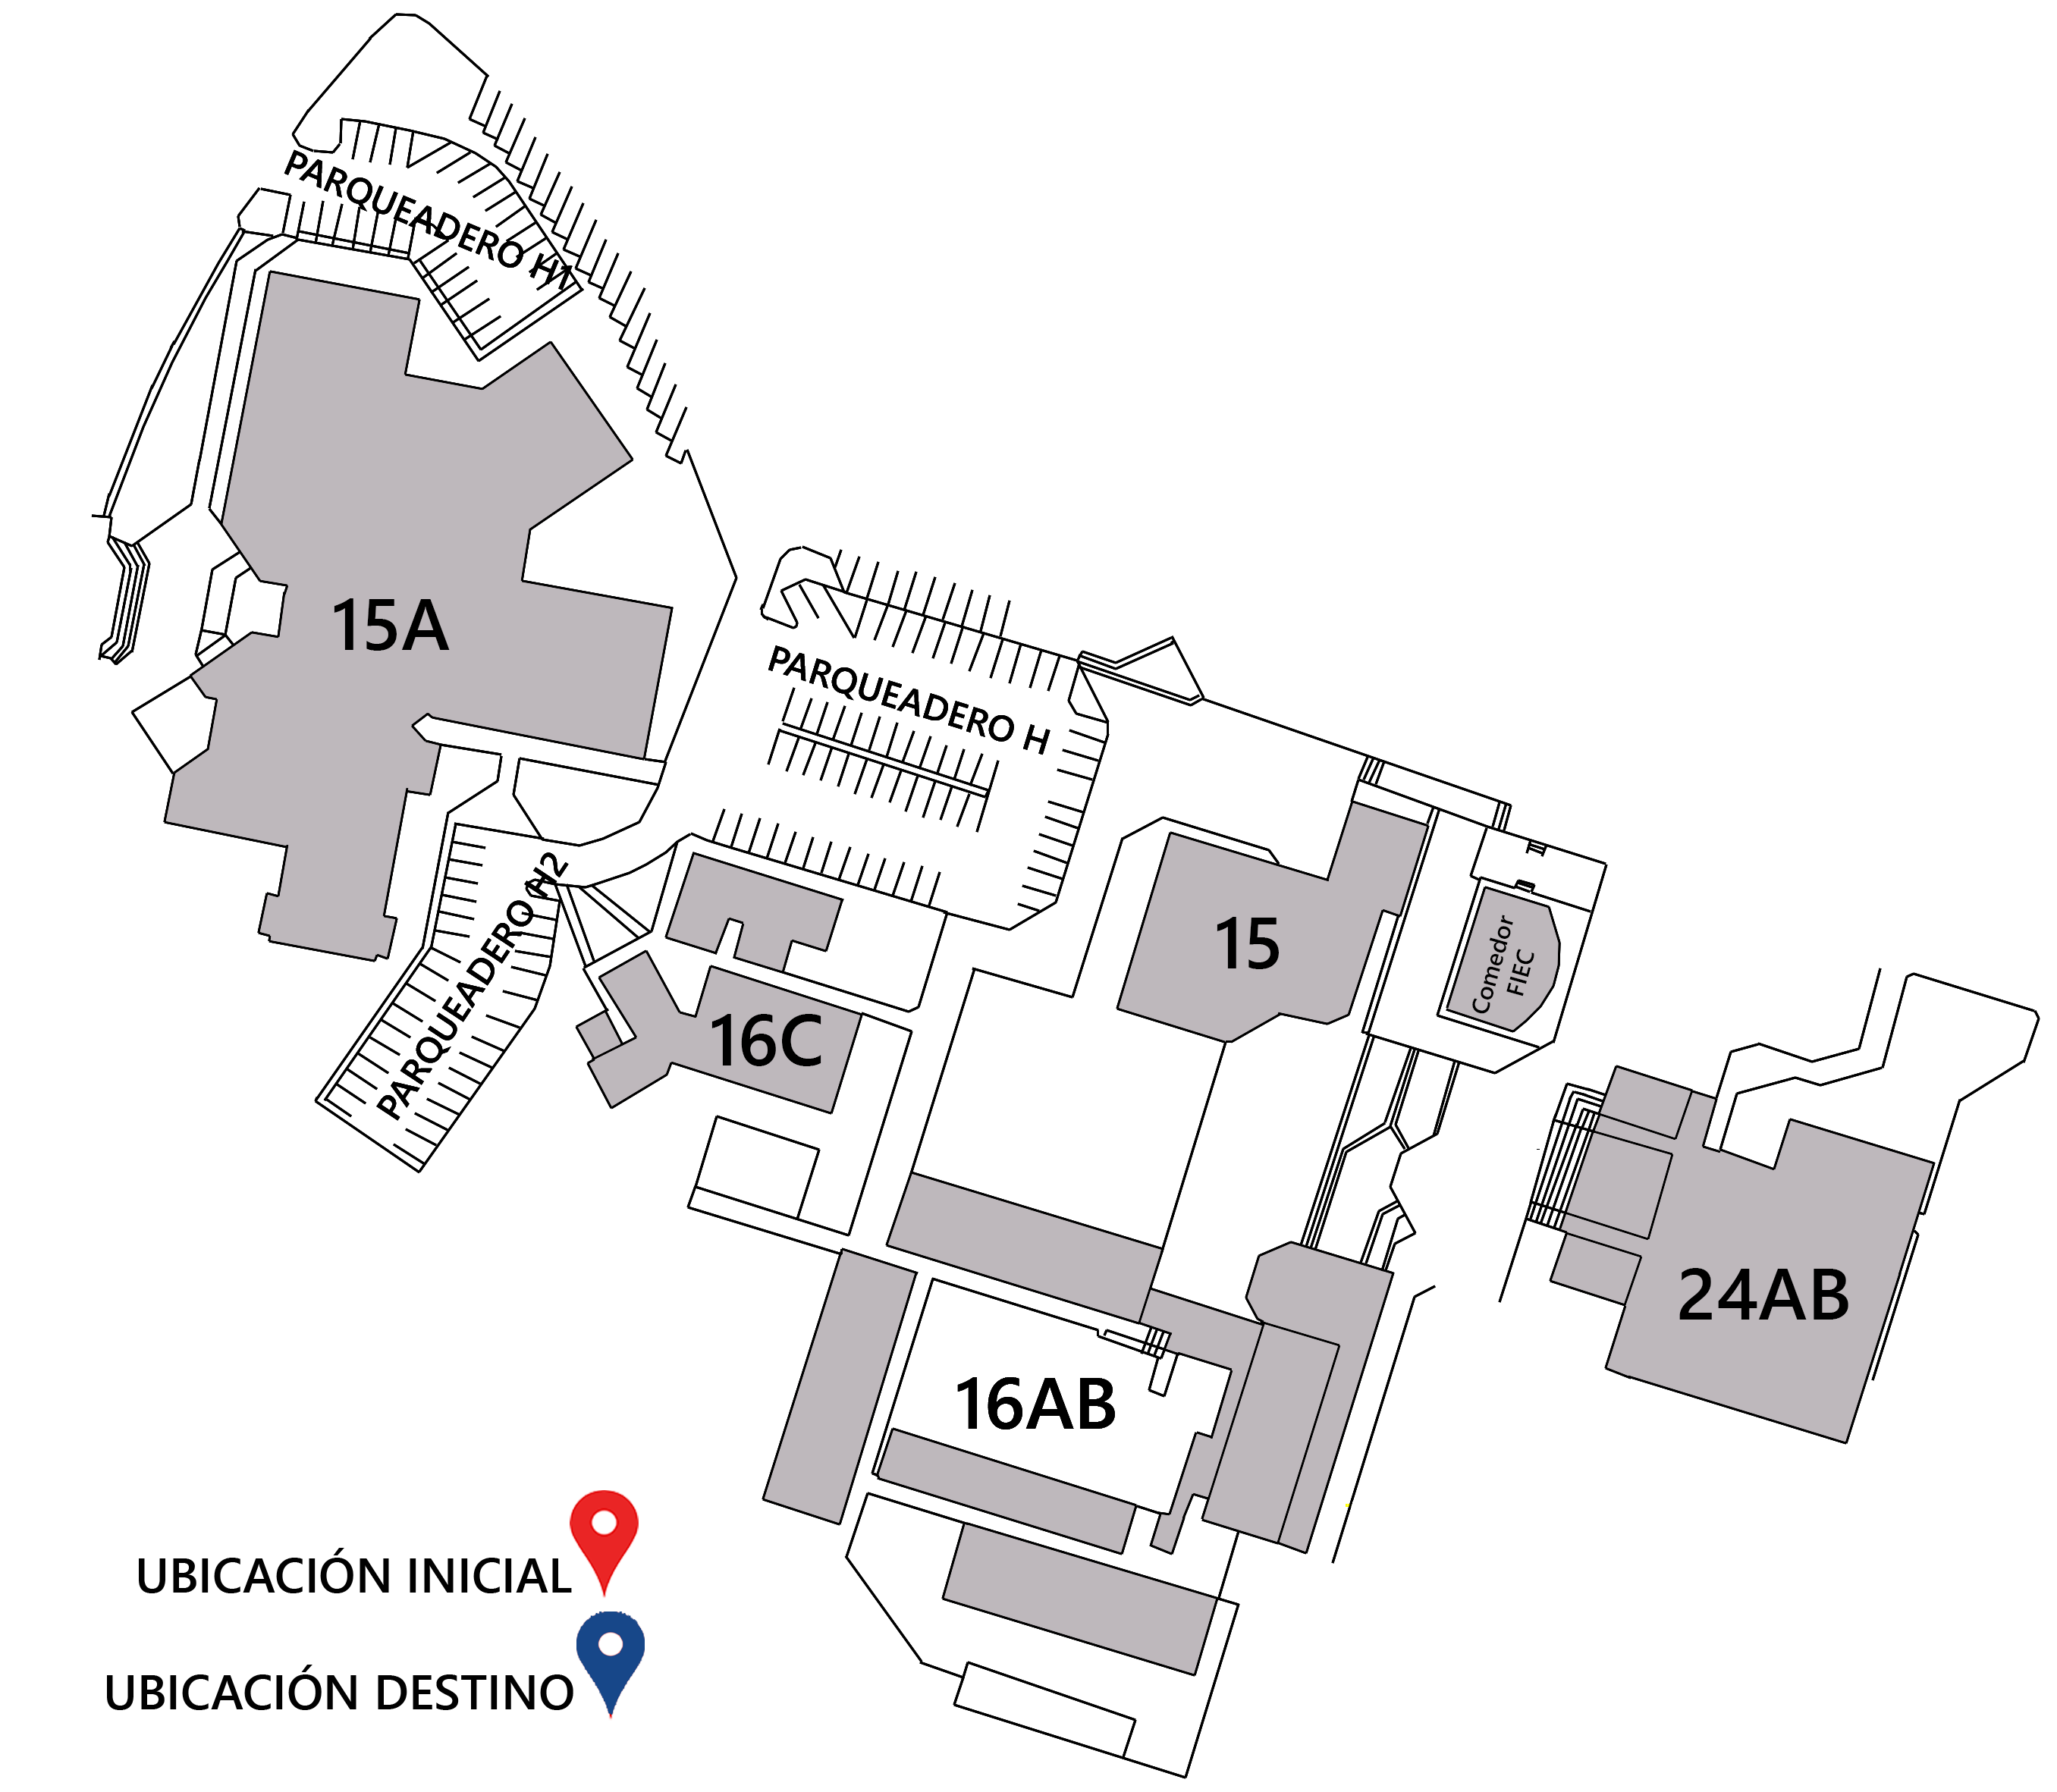 PARQUEADERO H1
15A
PARQUEADERO H
PARQUEADERO H2
15
Comedor
FIEC
16C
24AB
16AB
UBICACIÓN INICIAL
UBICACIÓN DESTINO